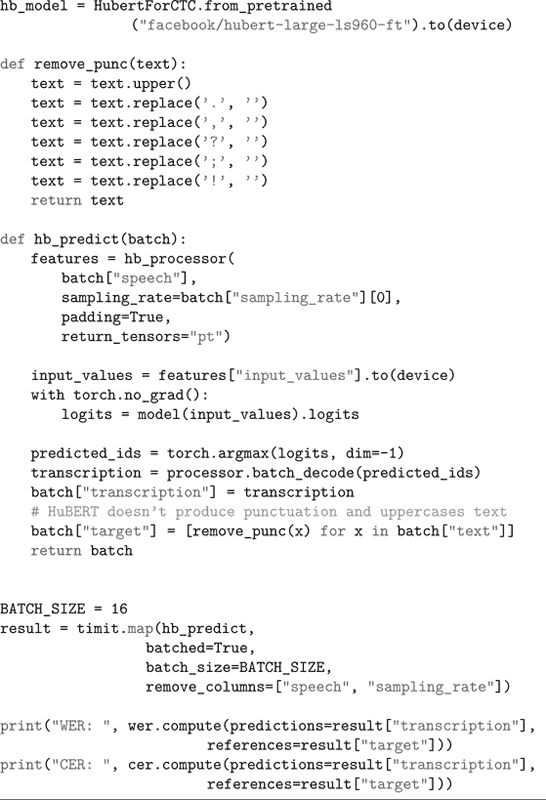 hb_model = HubertForCTC.from_pretrained
("facebook/hubert-large-ls960-ft").to(device)
def remove_punc(text):
text = text.upper()
text = text.replace('.', '')
text = text.replace(',', '')
text = text.replace('?', '')
text = text.replace(';', '')
text = text.replace('!', '')
return text
def hb_predict(batch):
features = hb_processor(
batch["speech"],
sampling_rate=batch["sampling_rate"][0],
padding=True,
return_tensors="pt")
input_values = features["input_values"].to(device)
with torch.no_grad():
logits = model(input_values).logits
predicted_ids = torch.argmax(logits, dim=-1)
transcription = processor.batch_decode(predicted_ids)
batch["transcription"] = transcription
# HuBERT doesn't produce punctuation and uppercases text
batch["target"] = [remove_punc(x) for x in batch["text"]]
return batch
BATCH_SIZE = 16
result = timit.map(hb_predict,
batched=True,
batch_size=BATCH_SIZE,
remove_columns=["speech", "sampling_rate"])
print("WER: ", wer.compute(predictions=result["transcription"],
references=result["target"]))
print("CER: ", cer.compute(predictions=result["transcription"],
references=result["target"]))